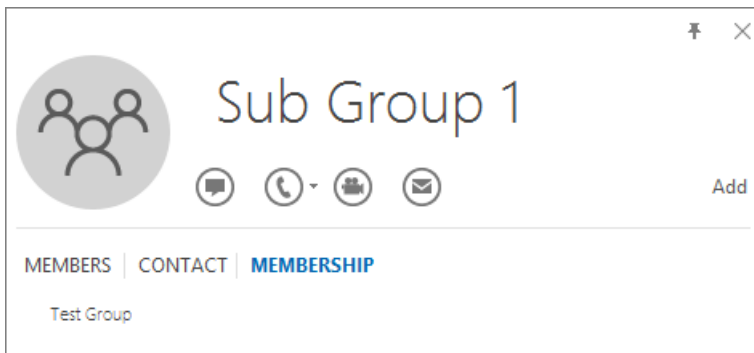 Sub Group 1
Add
MEMBERS CONTACT MEMBERSHIP
Test Group